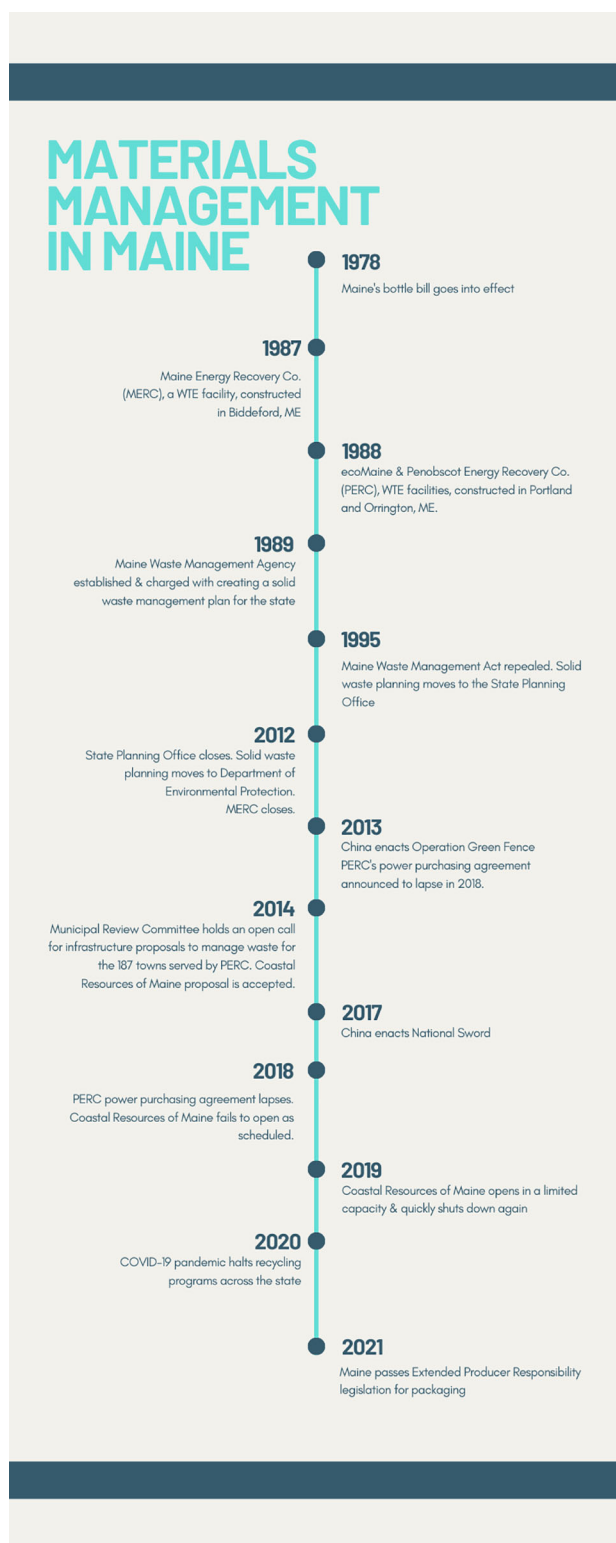 MATERIALS
MANAGEMENT
IN MAINE
1978
Maine's bottle bill goes into effect
1987
Maine Energy Recovery Co.
(MERC), a WTE facility, constructed
in Biddeford, ME
1988
ecoMaine & Penobscot Energy Recovery Co.
(PERC), WTE facilities, constructed in Portland
and Orrington, ME.
1989
Maine Waste Management Agency
established & charged with creating a solid
waste management plan for the state
1995
Maine Waste Management Act repealed. Solid
waste planning moves to the State Planning
Office
2012
State Planning Office closes. Solid waste
planning moves to Department of
Environmental Protection.
MERC closes.
2013
China enacts Operation Green Fence
PERC's power purchasing agreement
announced to lapse in 2018.
2014
Municipal Review Committee holds an open call
for infrastructure proposals to manage waste for
the 187 towns served by PERC. Coastal
Resources of Maine proposal is accepted.
2017
China enacts National Sword
2018
PERC power purchasing agreement lapses.
Coastal Resources of Maine fails to open as
scheduled.
2019
Coastal Resources of Maine opens in a limited
capacity & quickly shuts down again
2020
COVID-19 pandemic halts recycling
programs across the state
2021
Maine passes Extended Producer Responsibility
legislation for packaging